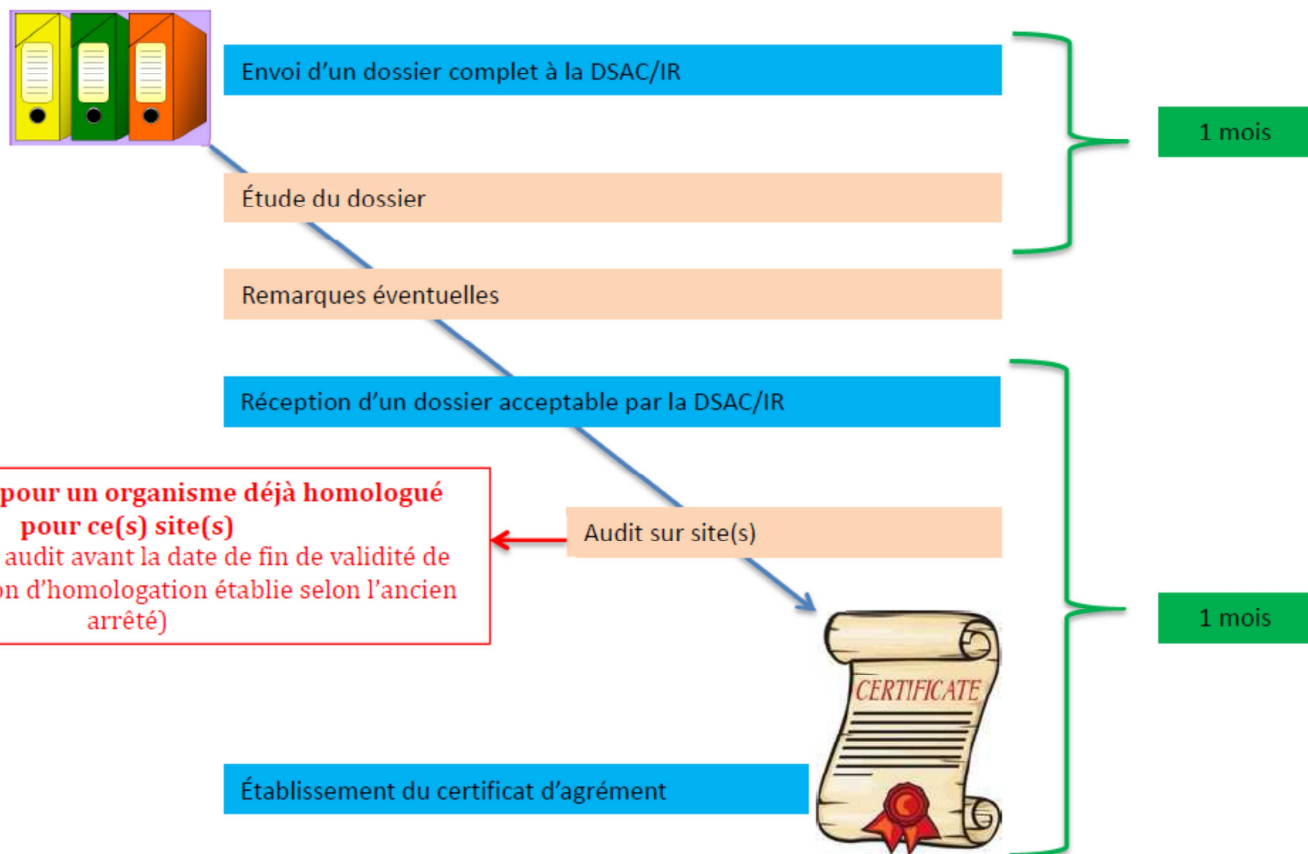 Envoi d'un dossier complet à la DSAC/IR
1 mois
Étude du dossier
Remarques éventuelles
Réception d'un dossier acceptable par la DSAC/IR
pour un organisme déjà homologué
pour ce(s) site(s)
audit avant la date de fin de validité de
d'homologation établie selon l'ancien
arrêté)
Audit sur site(s)
1 mois
CERTIFICATE
Établissement du certificat d'agrément